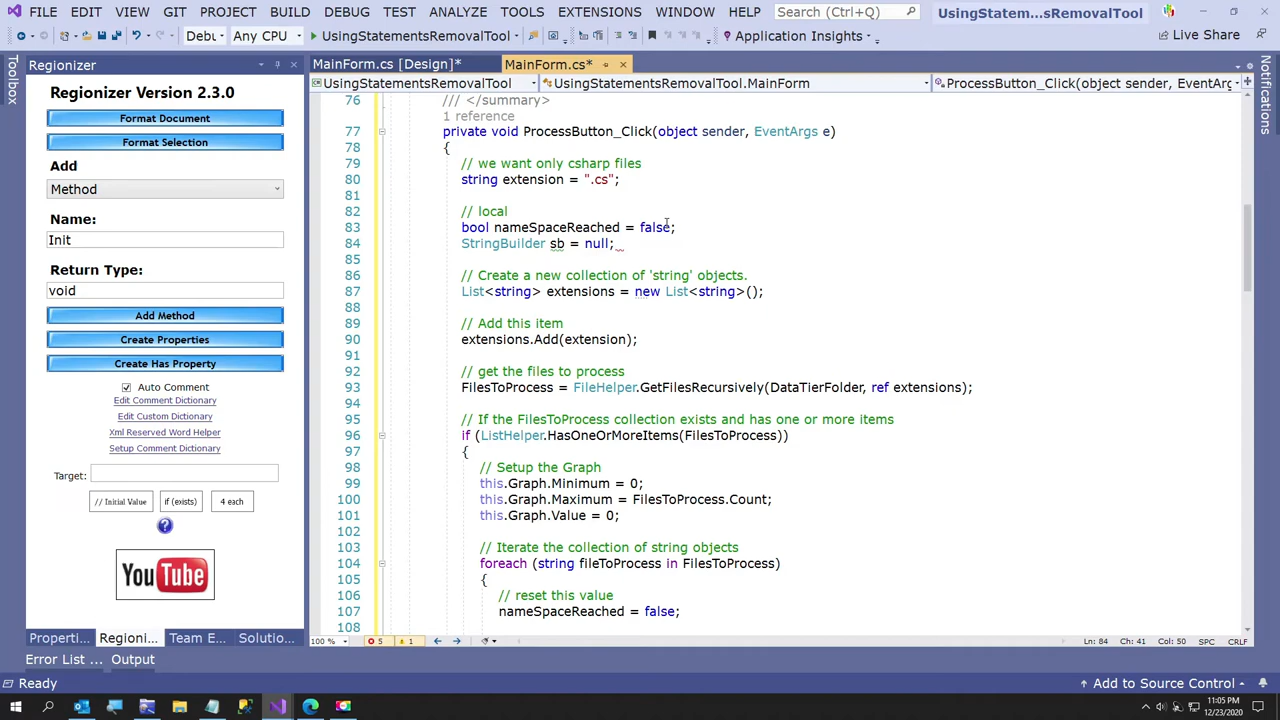 FILE EDIT VIEW GIT PROJECT BUILD DEBUG TEST ANALYZE TOOLS EXTENSIONS WINDOW HELP Search (Ctrl+Q) UsingStatem...sRemovalTool
Debu Any CPU UsingStatementsRemovalTool Application Insights Live Share
Toolbox
Regionizer
Regionizer Version 2.3.0
Format Document
Format Selection
Add
Method
Name:
Init
Return Type:
void
Add Method
Create Properties
Create Has Property
Auto Comment
Edit Comment Dictionary
Edit Custom Dictionary
Xml Reserved Word Helper
Setup Comment Dictionary
Target:
// Initial Value if (exists) 4 each
?
YouTube
Properti... Regioni... Team E... Solutio...
MainForm.cs [Design]* MainForm.cs*
UsingStatementsRemovalTool UsingStatementsRemovalTool.MainForm ProcessButton_Click(object sender, EventArgs
76 /// </summary>
1 reference
77 private void ProcessButton_Click(object sender, EventArgs e)
78 {
79 // we want only csharp files
80 string extension = ".cs";
81
82 // local
83 bool nameSpaceReached = false;
84 StringBuilder sb = null;
85
86 // Create a new collection of 'string' objects.
87 List<string> extensions = new List<string>();
88
89 // Add this item
90 extensions.Add(extension);
91
92 // get the files to process
93 FilesToProcess = FileHelper.GetFilesRecursively(DataTierFolder, ref extensions);
94
95 // If the FilesToProcess collection exists and has one or more items
96 if (ListHelper.HasOneOrMoreItems(FilesToProcess))
97 {
98 // Setup the Graph
99 this.Graph.Minimum = 0;
100 this.Graph.Maximum = FilesToProcess.Count;
101 this.Graph.Value = 0;
102
103 // Iterate the collection of string objects
104 foreach (string fileToProcess in FilesToProcess)
105 {
106 // reset this value
107 nameSpaceReached = false;
108
100 % 5 1 Ln: 84 Ch: 41 Col: 50 SPC CRLF
Notifications
Error List ... Output
Ready Add to Source Control
11:05 PM
12/23/2020